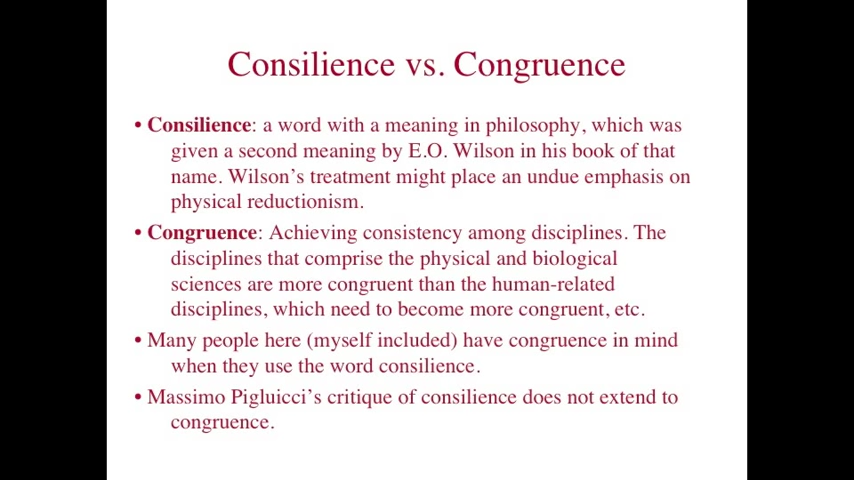 Consilience vs. Congruence
• Consilience: a word with a meaning in philosophy, which was
given a second meaning by E.O. Wilson in his book of that
name. Wilson's treatment might place an undue emphasis on
physical reductionism.
• Congruence: Achieving consistency among disciplines. The
disciplines that comprise the physical and biological
sciences are more congruent than the human-related
disciplines, which need to become more congruent, etc.
• Many people here (myself included) have congruence in mind
when they use the word consilience.
• Massimo Pigluicci's critique of consilience does not extend to
congruence.